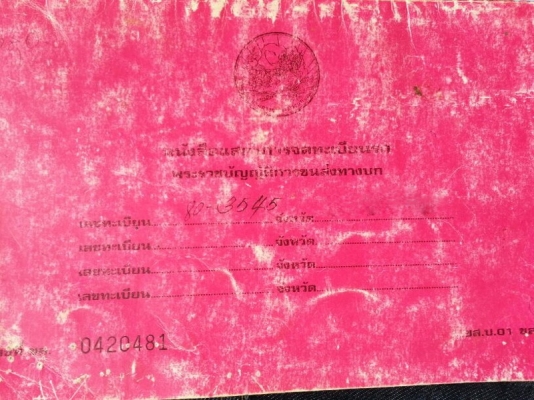 หนังสือแสดงการจดทะเบียนรถ
พระราชบัญญัติการขนส่งทางบก
เลขทะเบียน 80-3545 จังหวัด
เลขทะเบียน จังหวัด
เลขทะเบียน จังหวัด
เลขทะเบียน จังหวัด
0420481
ขส.บ.01